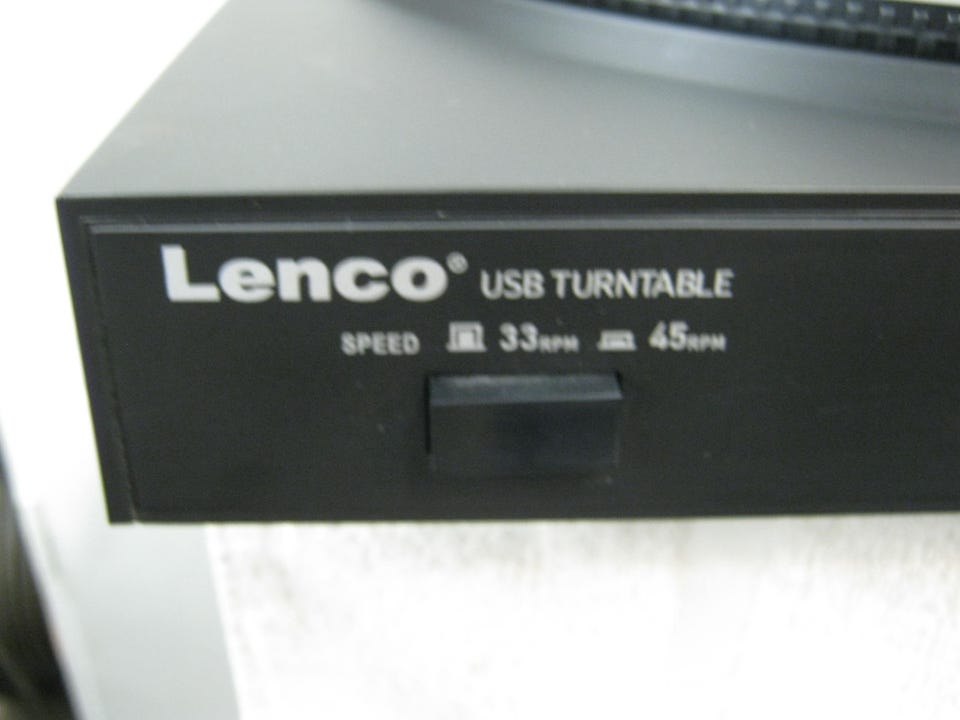 Lenco® USB TURNTABLE
SPEED 33RPM 45RPM